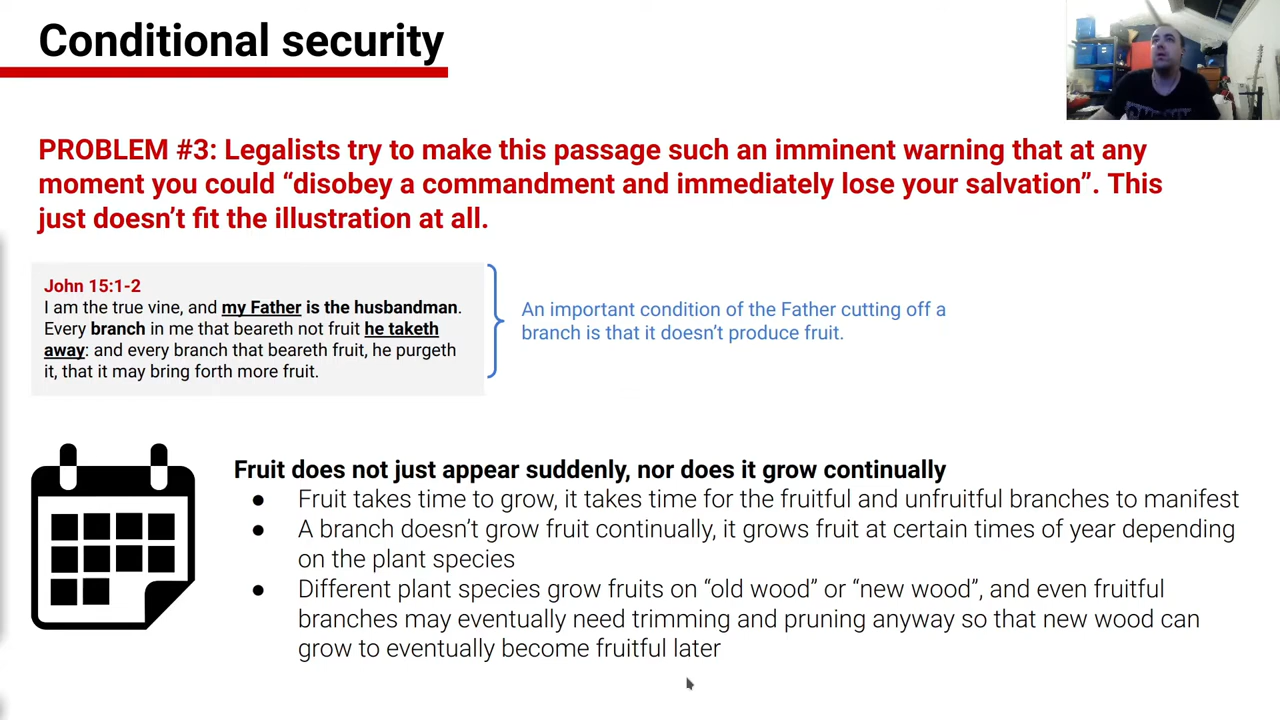 Conditional security
PROBLEM #3: Legalists try to make this passage such an imminent warning that at any
moment you could “disobey a commandment and immediately lose your salvation”. This
just doesn’t fit the illustration at all.
John 15:1-2
I am the true vine, and my Father is the husbandman.
Every branch in me that beareth not fruit he taketh
away: and every branch that beareth fruit, he purgeth
it, that it may bring forth more fruit.
An important condition of the Father cutting off a
branch is that it doesn’t produce fruit.
Fruit does not just appear suddenly, nor does it grow continually
● Fruit takes time to grow, it takes time for the fruitful and unfruitful branches to manifest
● A branch doesn’t grow fruit continually, it grows fruit at certain times of year depending
on the plant species
● Different plant species grow fruits on “old wood” or “new wood”, and even fruitful
branches may eventually need trimming and pruning anyway so that new wood can
grow to eventually become fruitful later